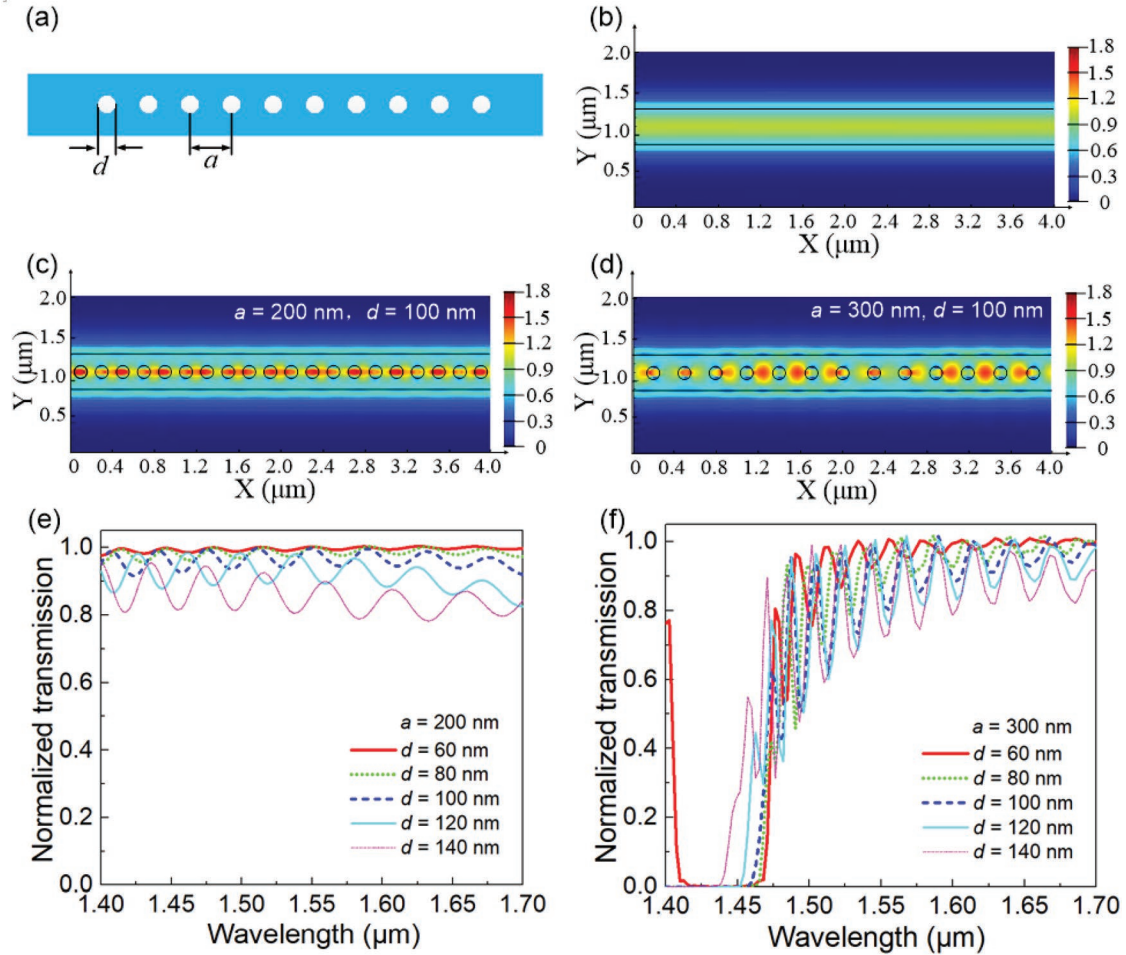 (a)
d
a
(b)
2.0
1.5
1.0
0.5
Y (μm)
0 0.4 0.8 1.2 1.6 2.0 2.4 2.8 3.2 3.6 4.0
X (μm)
1.8
1.5
1.2
0.9
0.6
0.3
0
(c)
a = 200 nm, d = 100 nm
2.0
1.5
1.0
0.5
Y (μm)
0 0.4 0.8 1.2 1.6 2.0 2.4 2.8 3.2 3.6 4.0
X (μm)
1.8
1.5
1.2
0.9
0.6
0.3
0
(d)
a = 300 nm, d = 100 nm
2.0
1.5
1.0
0.5
Y (μm)
0 0.4 0.8 1.2 1.6 2.0 2.4 2.8 3.2 3.6 4.0
X (μm)
1.8
1.5
1.2
0.9
0.6
0.3
0
(e)
1.0
0.8
0.6
0.4
0.2
0.0
Normalized transmission
a = 200 nm
d = 60 nm
d = 80 nm
d = 100 nm
d = 120 nm
d = 140 nm
1.40 1.45 1.50 1.55 1.60 1.65 1.70
Wavelength (μm)
(f)
1.0
0.8
0.6
0.4
0.2
0.0
Normalized transmission
a = 300 nm
d = 60 nm
d = 80 nm
d = 100 nm
d = 120 nm
d = 140 nm
1.40 1.45 1.50 1.55 1.60 1.65 1.70
Wavelength (μm)